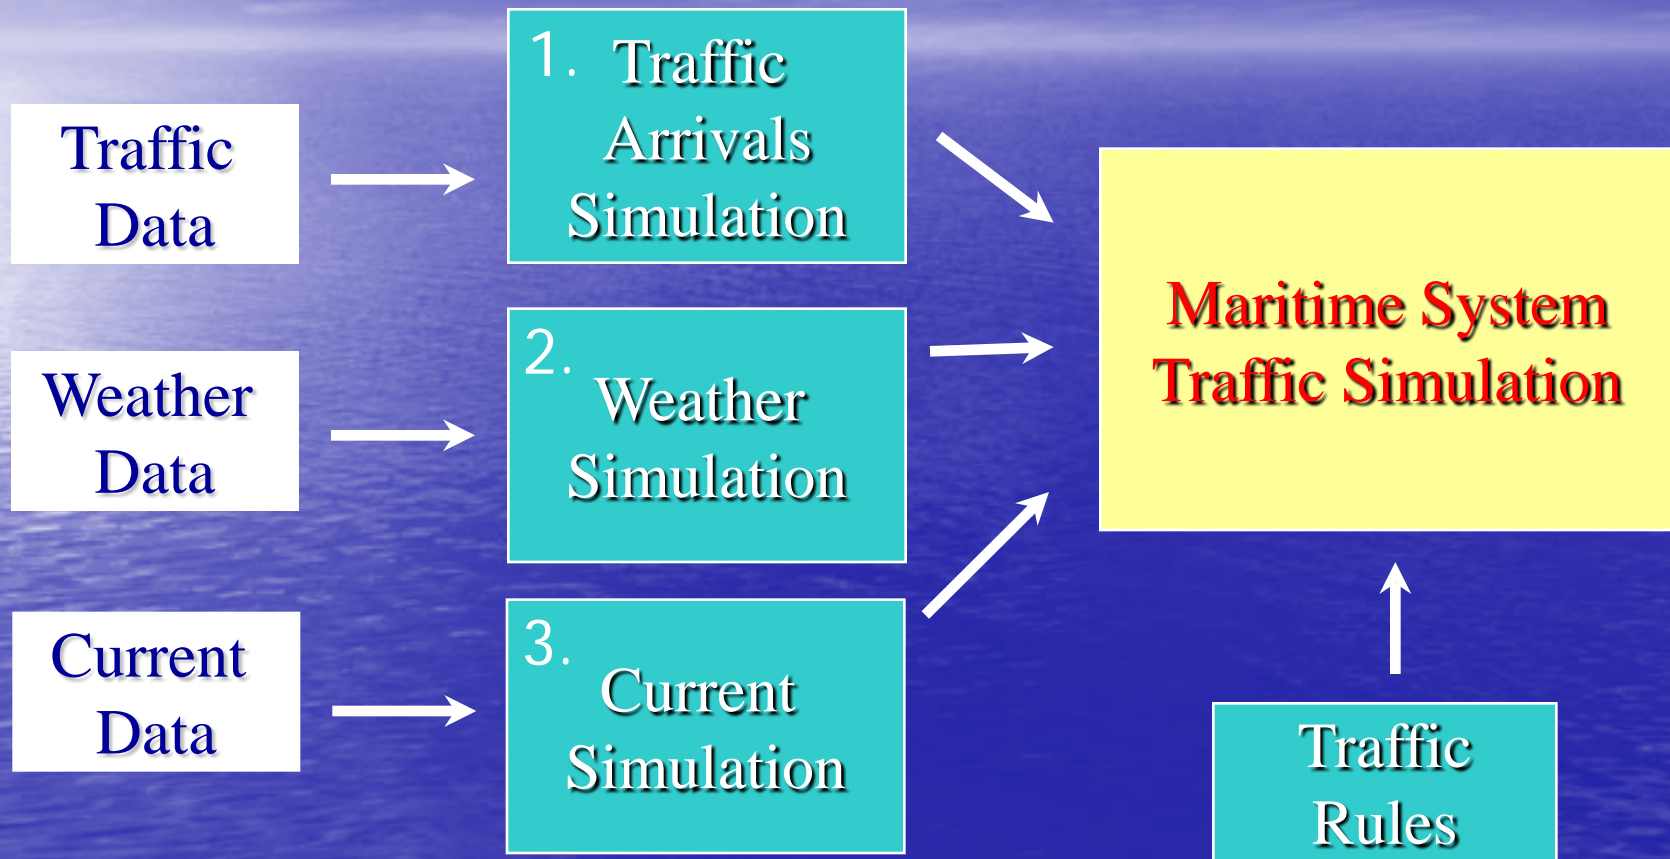 Traffic
Data
1. Traffic
Arrivals
Simulation
Weather
Data
2. Weather
Simulation
Current
Data
3. Current
Simulation
Maritime System
Traffic Simulation
Traffic
Rules